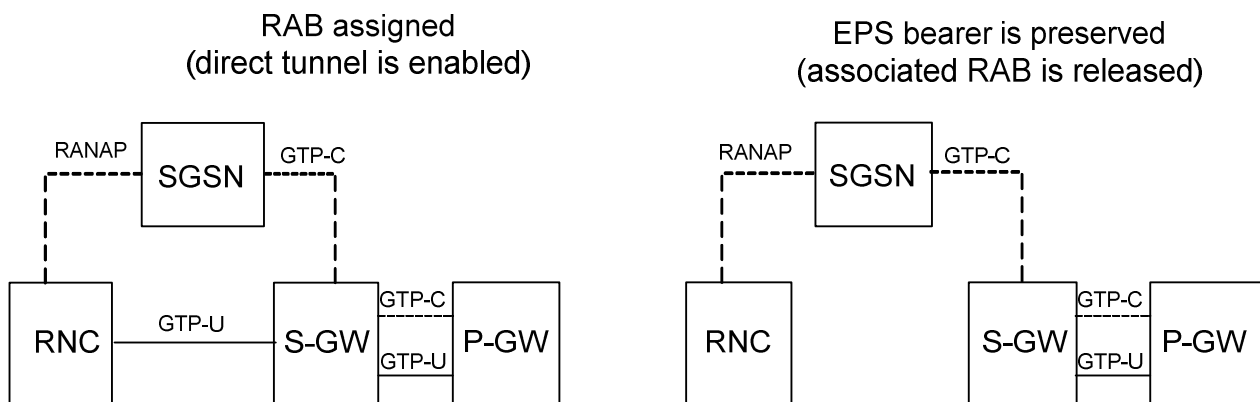 RAB assigned
(direct tunnel is enabled)
RANAP
SGSN
GTP-C
RNC
GTP-U
S-GW
GTP-C
GTP-U
P-GW
EPS bearer is preserved
(associated RAB is released)
RANAP
SGSN
GTP-C
RNC
S-GW
GTP-C
GTP-U
P-GW